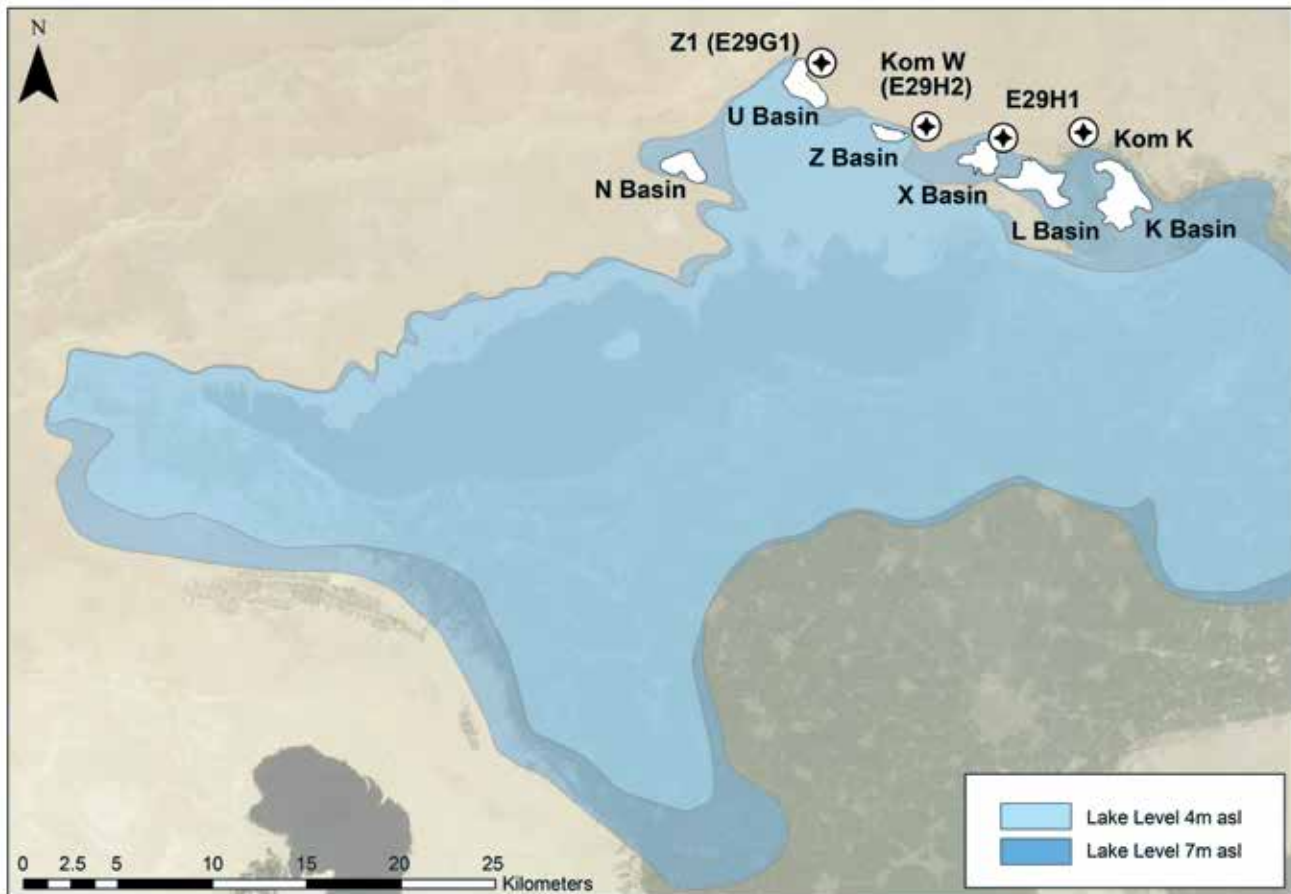 N
Z1 (E29G1)
Kom W
(E29H2)
E29H1
Kom K
U Basin
Z Basin
N Basin
X Basin
L Basin
K Basin
Lake Level 4m asl
Lake Level 7m asl
0 2.5 5 10 15 20 25
Kilometers